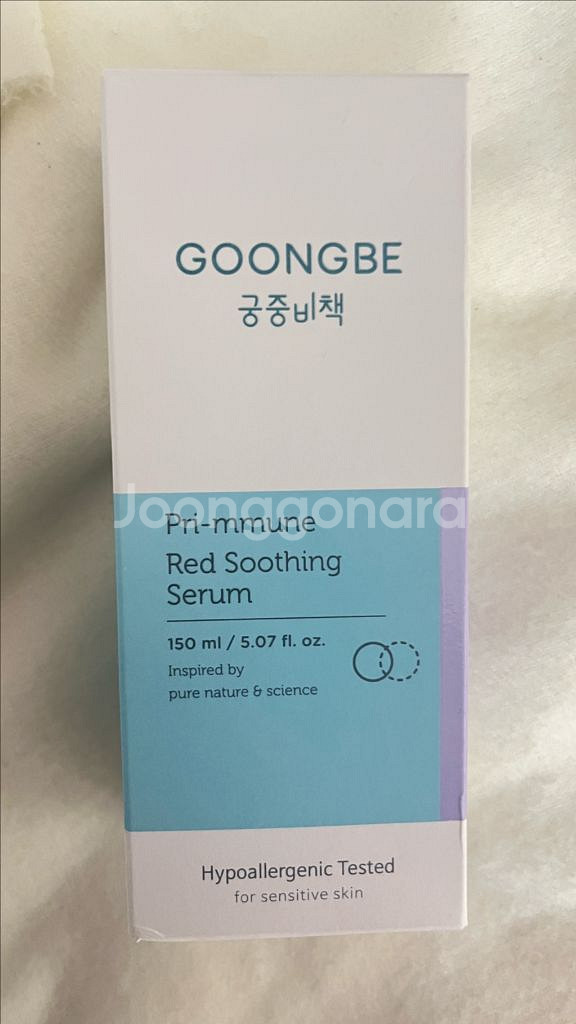 GOONGBE
궁중비책
Joonggonara
Pri-mmune
Red Soothing
Serum
150 ml / 5.07 fl. oz.
Inspired by
pure nature & science
Hypoallergenic Tested
for sensitive skin